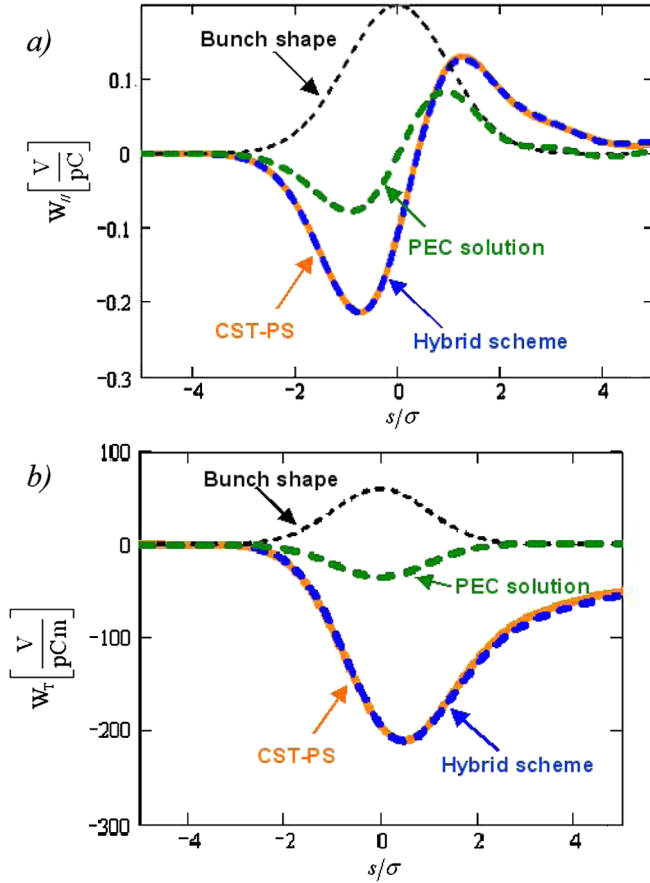 a)
Bunch shape
0.1
0
W// [V/pC]
−0.1
PEC solution
−0.2
CST-PS
Hybrid scheme
−0.3
−4
−2
0
2
4
s/σ
b)
100
Bunch shape
0
PEC solution
W_T [V/pCm]
−100
−200
CST-PS
Hybrid scheme
−300
−4
−2
0
2
4
s/σ